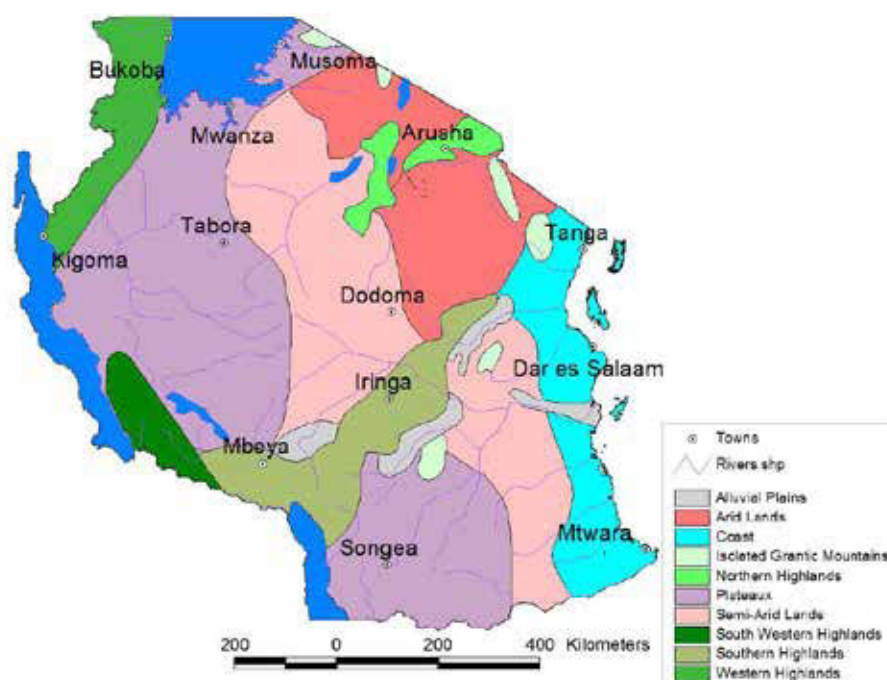 Bukoba
Musoma
Mwanza
Arusha
Tabora
Tanga
Kigoma
Dodoma
Dar es Salaam
Iringa
Mbeya
Mtwara
Songea
Towns
Rivers.shp
Alluvial Plains
Arid Lands
Coast
Isolated Grantic Mountains
Northern Highlands
Plateaux
Semi-Arid Lands
South Western Highlands
Southern Highlands
Western Highlands
200 0 200 400 Kilometers